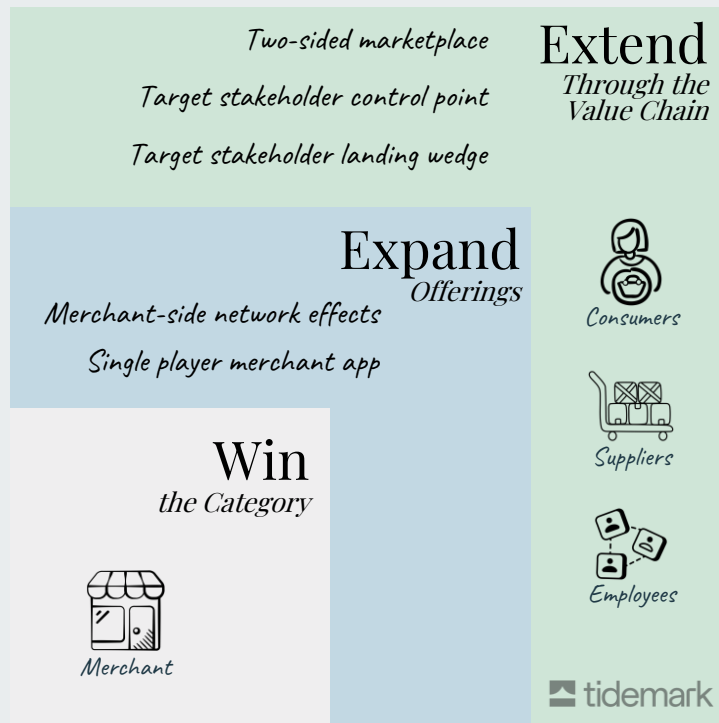 Two-sided marketplace
Target stakeholder control point
Target stakeholder landing wedge
Extend
Through the
Value Chain
Expand
Offerings
Merchant-side network effects
Single player merchant app
Win
the Category
Merchant
Consumers
Suppliers
Employees
tidemark